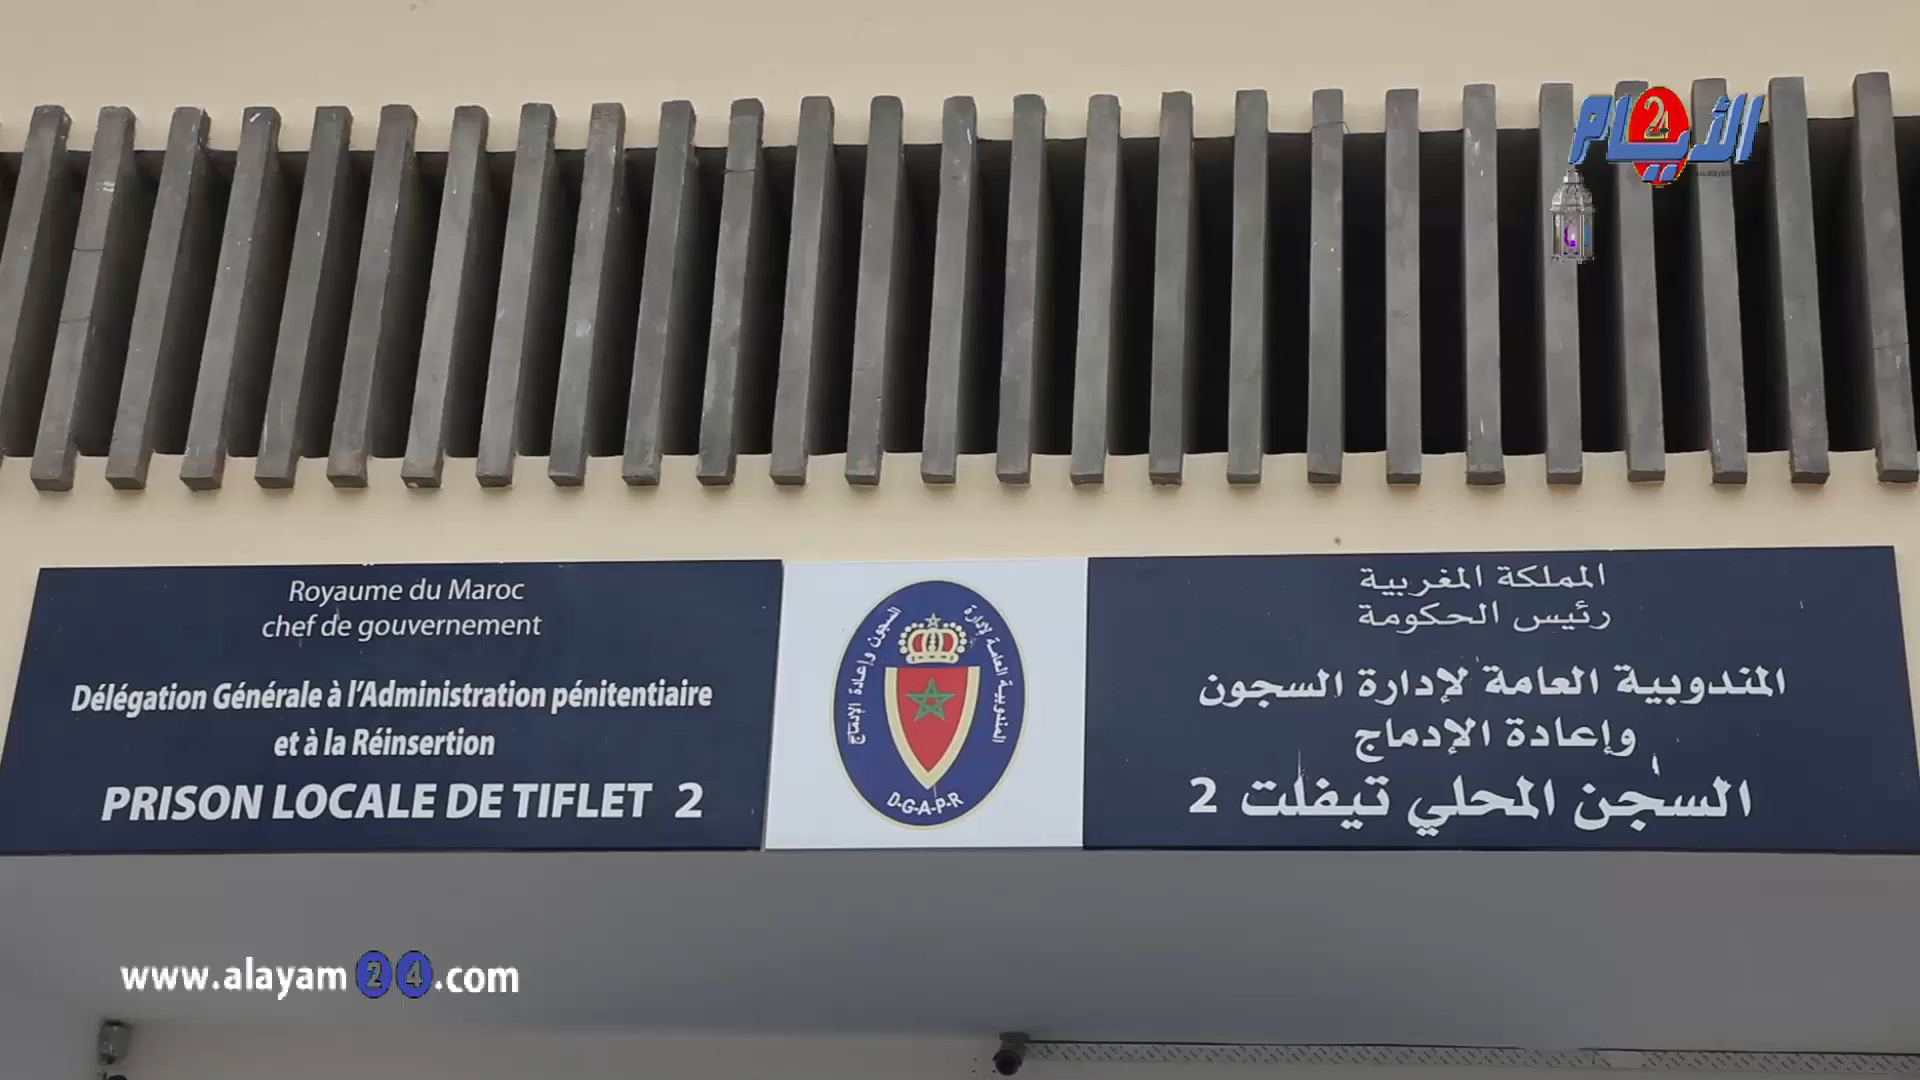 الأيام 24
Royaume du Maroc
chef de gouvernement
Délégation Générale à l'Administration pénitentiaire
et à la Réinsertion
PRISON LOCALE DE TIFLET 2
المندوبية العامة لإدارة السجون وإعادة الإدماج
D-G-A-P-R
المملكة المغربية
رئيس الحكومة
المندوبية العامة لإدارة السجون
وإعادة الإدماج
السجن المحلي تيفلت 2
www.alayam24.com